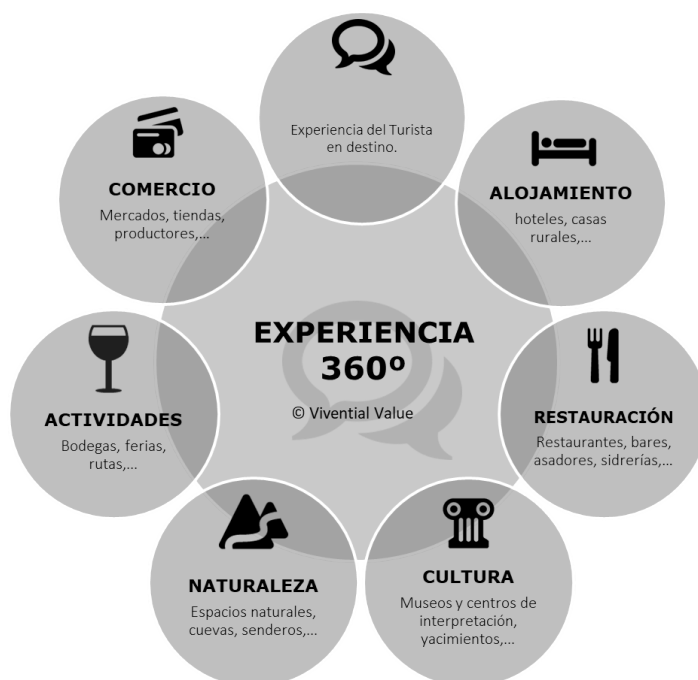 Experiencia del Turista
en destino.
ALOJAMIENTO
hoteles, casas
rurales,...
RESTAURACIÓN
Restaurantes, bares,
asadores, sidrerías,...
CULTURA
Museos y centros de
interpretación,
yacimientos,...
NATURALEZA
Espacios naturales,
cuevas, senderos,...
ACTIVIDADES
Bodegas, ferias,
rutas,...
COMERCIO
Mercados, tiendas,
productores,...
EXPERIENCIA
360º
© Vivential Value